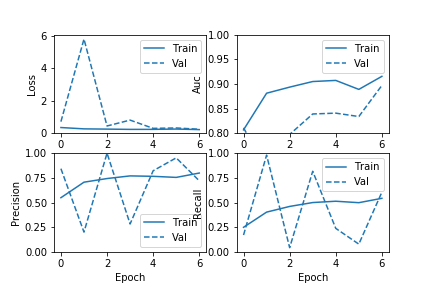 6
4
2
0
Loss
Train
Val
0 2 4 6
1.00
0.95
0.90
0.85
0.80
Auc
Train
Val
0 2 4 6
1.00
0.75
0.50
0.25
0.00
Precision
Train
Val
0 2 4 6
Epoch
1.00
0.75
0.50
0.25
0.00
Recall
Train
Val
0 2 4 6
Epoch